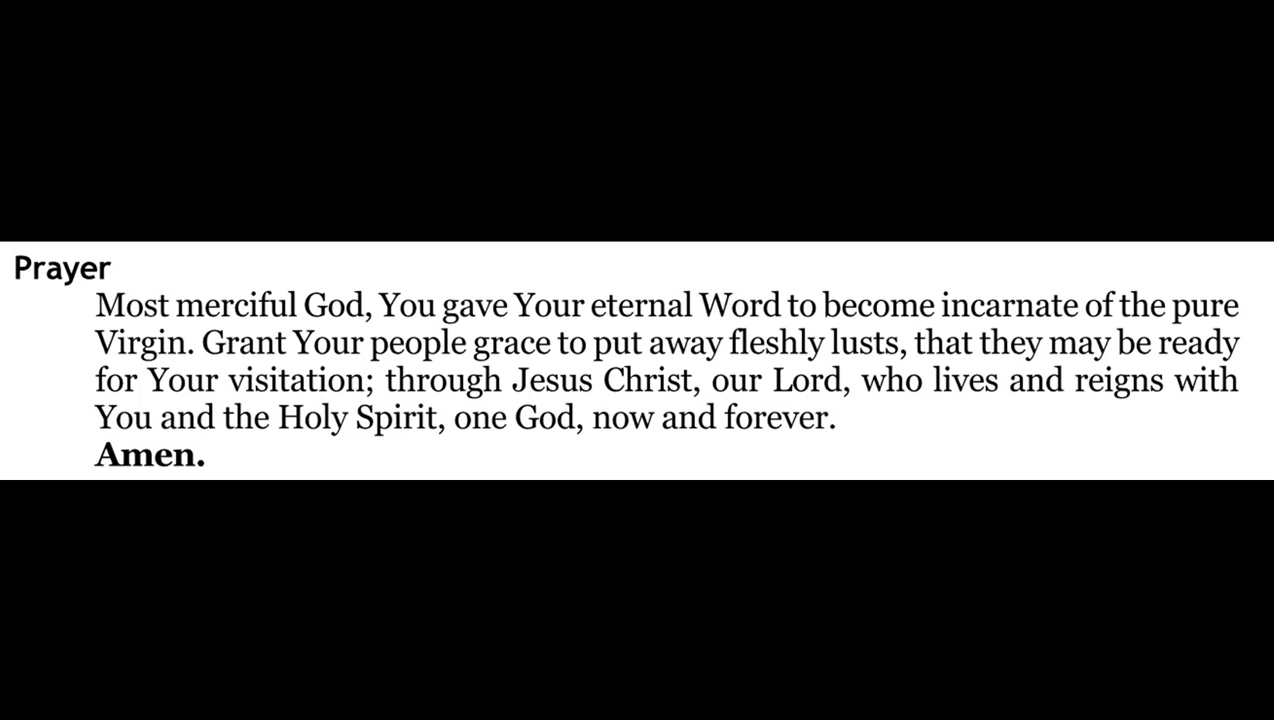 Prayer
Most merciful God, You gave Your eternal Word to become incarnate of the pure
Virgin. Grant Your people grace to put away fleshly lusts, that they may be ready
for Your visitation; through Jesus Christ, our Lord, who lives and reigns with
You and the Holy Spirit, one God, now and forever.
Amen.